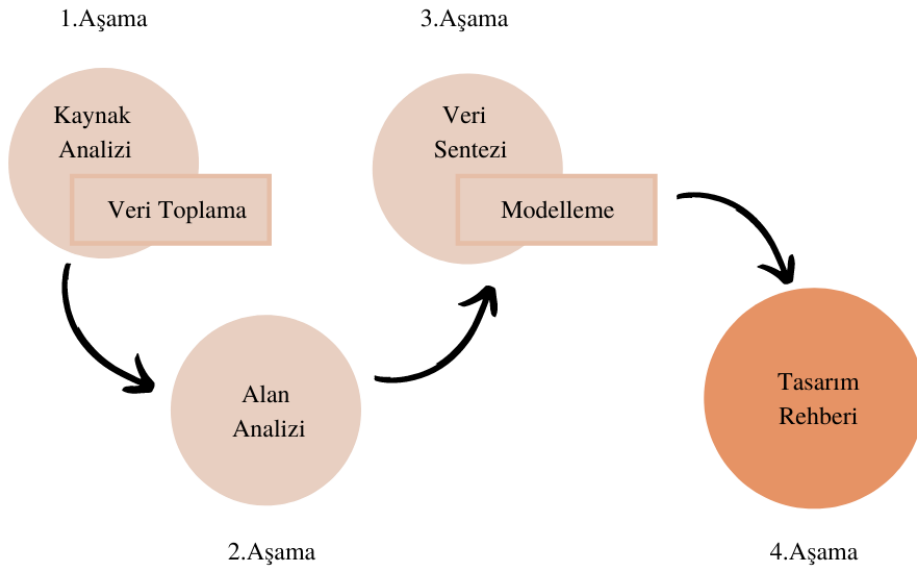 1.Aşama
Kaynak
Analizi
Veri Toplama
Alan
Analizi
2.Aşama
3.Aşama
Veri
Sentezi
Modelleme
Tasarım
Rehberi
4.Aşama